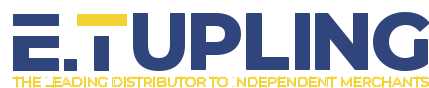 E.TUPLING
THE LEADING DISTRIBUTOR TO INDEPENDENT MERCHANTS